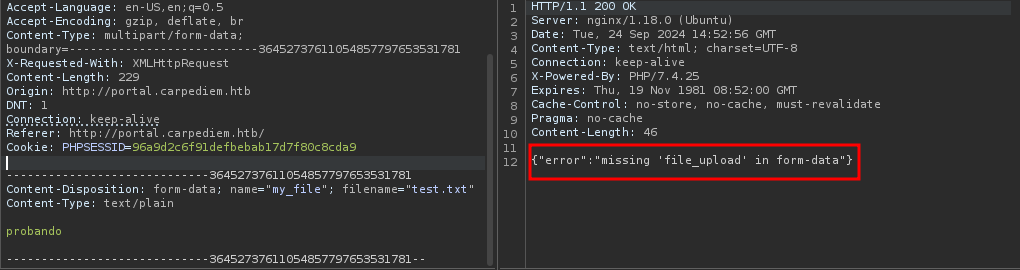 Accept-Language: en-US,en;q=0.5
Accept-Encoding: gzip, deflate, br
Content-Type: multipart/form-data;
boundary=---------------------------364527376110548577976535​31781
X-Requested-With: XMLHttpRequest
Content-Length: 229
Origin: http://portal.carpediem.htb
DNT: 1
Connection: keep-alive
Referer: http://portal.carpediem.htb/
Cookie: PHPSESSID=96a9d2c6f91defbebab17d7f80c8cda9
-----------------------------36452737611054857797653531781
Content-Disposition: form-data; name="my_file"; filename="test.txt"
Content-Type: text/plain
probando
-----------------------------36452737611054857797653531781--
1 HTTP/1.1 200 OK
2 Server: nginx/1.18.0 (Ubuntu)
3 Date: Tue, 24 Sep 2024 14:52:56 GMT
4 Content-Type: text/html; charset=UTF-8
5 Connection: keep-alive
6 X-Powered-By: PHP/7.4.25
7 Expires: Thu, 19 Nov 1981 08:52:00 GMT
8 Cache-Control: no-store, no-cache, must-revalidate
9 Pragma: no-cache
10 Content-Length: 46
11
12 {"error":"missing 'file_upload' in form-data"}